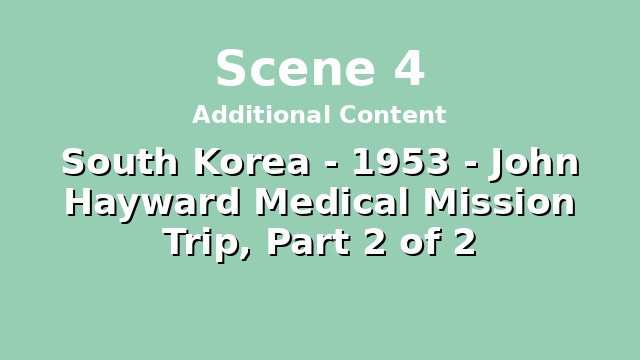 Scene 4
Additional Content
South Korea - 1953 - John
Hayward Medical Mission
Trip, Part 2 of 2